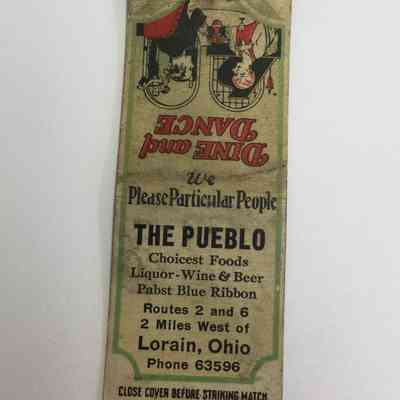 DINE and
DANCE
We
Please Particular People
THE PUEBLO
Choicest Foods
Liquor-Wine & Beer
Pabst Blue Ribbon
Routes 2 and 6
2 Miles West of
Lorain, Ohio
Phone 63596
CLOSE COVER BEFORE STRIKING MATCH